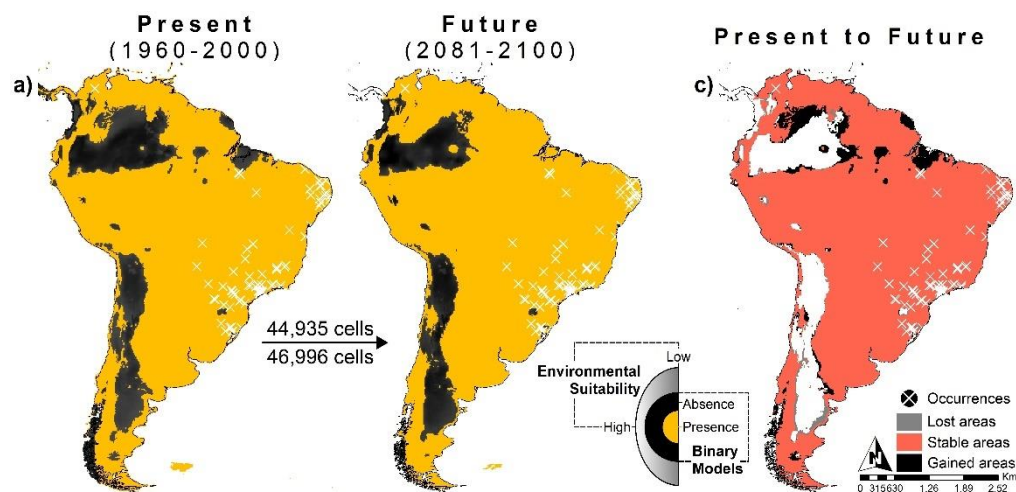 Present
(1960-2000)
Future
(2081-2100)
Present to Future
a)
c)
44,935 cells
46,996 cells
Low
Environmental
Suitability
Absence
High
Presence
Binary
Models
Occurrences
Lost areas
Stable areas
Gained areas
N
Km
0 315630 1.26 1.89 2.52